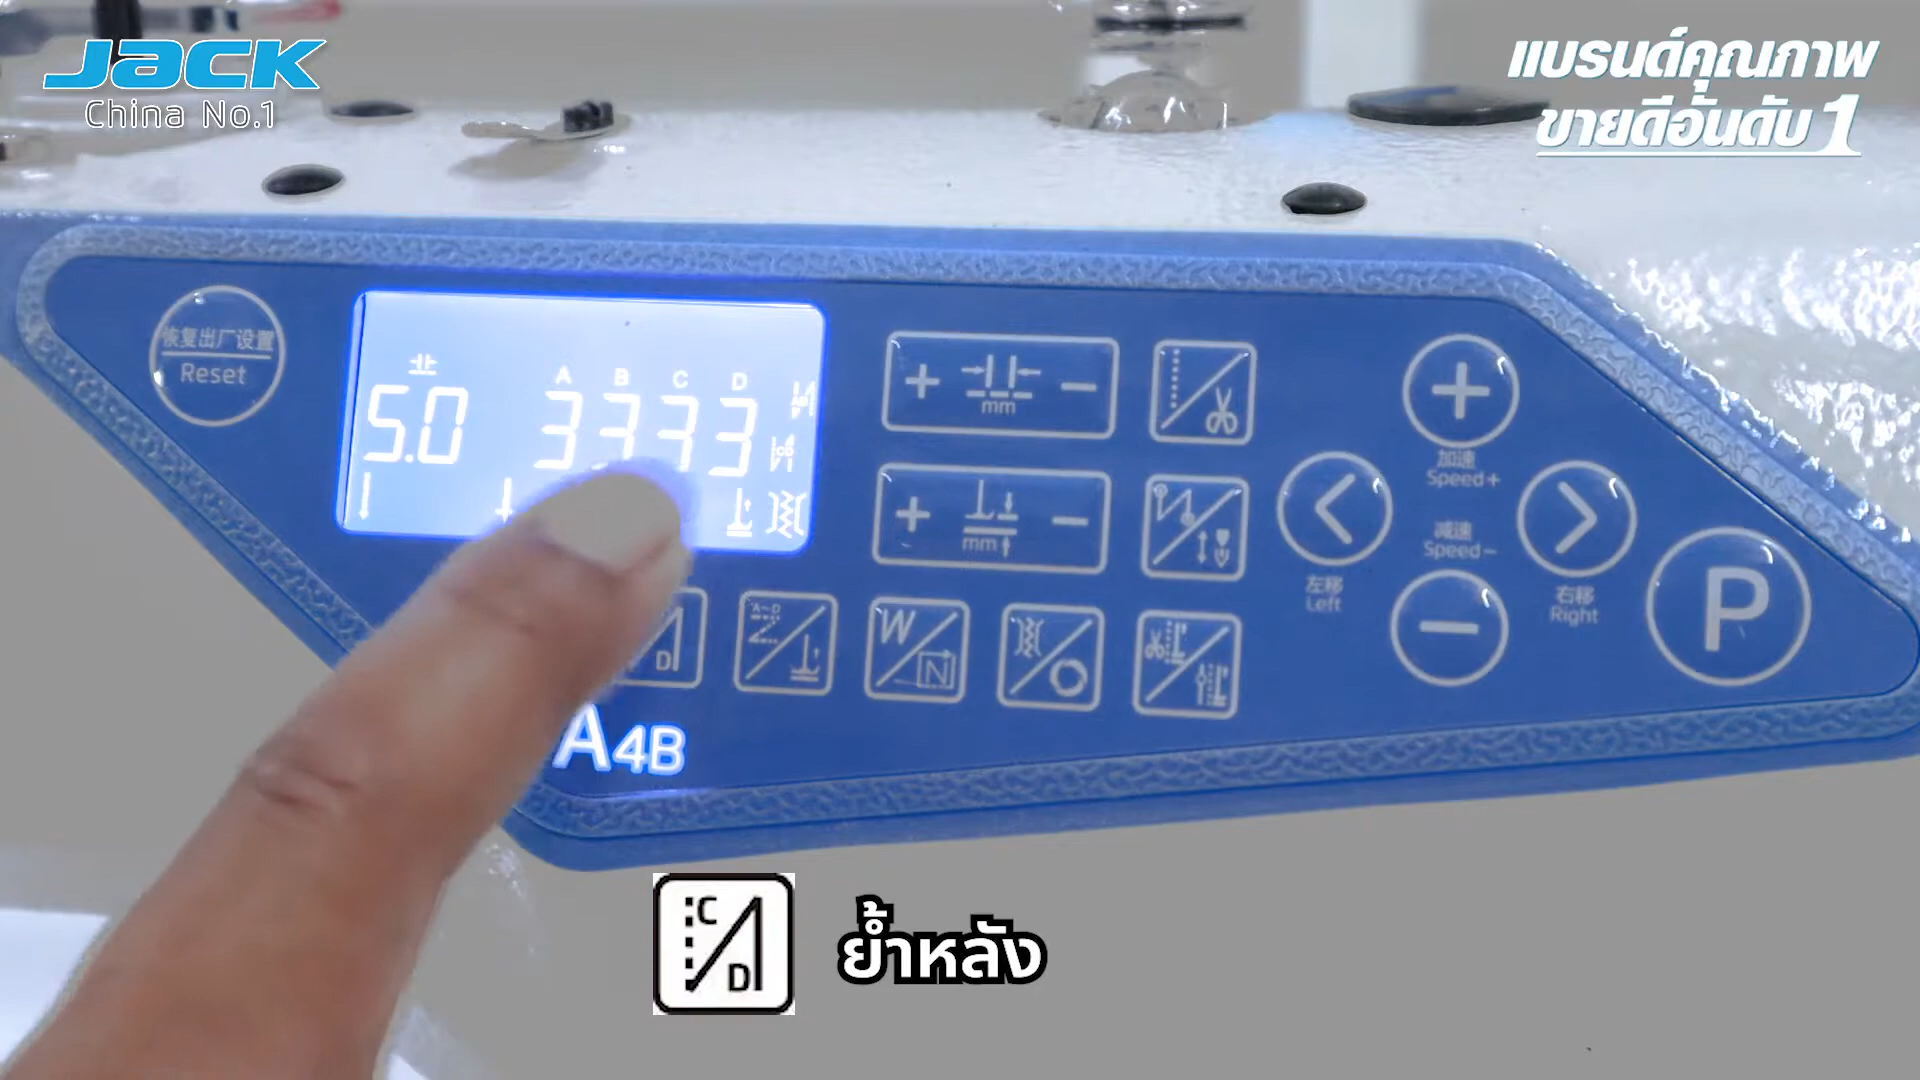 JACK
China No.1
แบรนด์คุณภาพ
ขายดีอันดับ 1
恢复出厂设置
Reset
A B C D
5.0 3 3 3 3
+ mm −
+ mm −
加速
Speed+
减速
Speed−
左移
Left
右移
Right
P
D
A~D
W
N
A4B
C
D
ย้ำหลัง